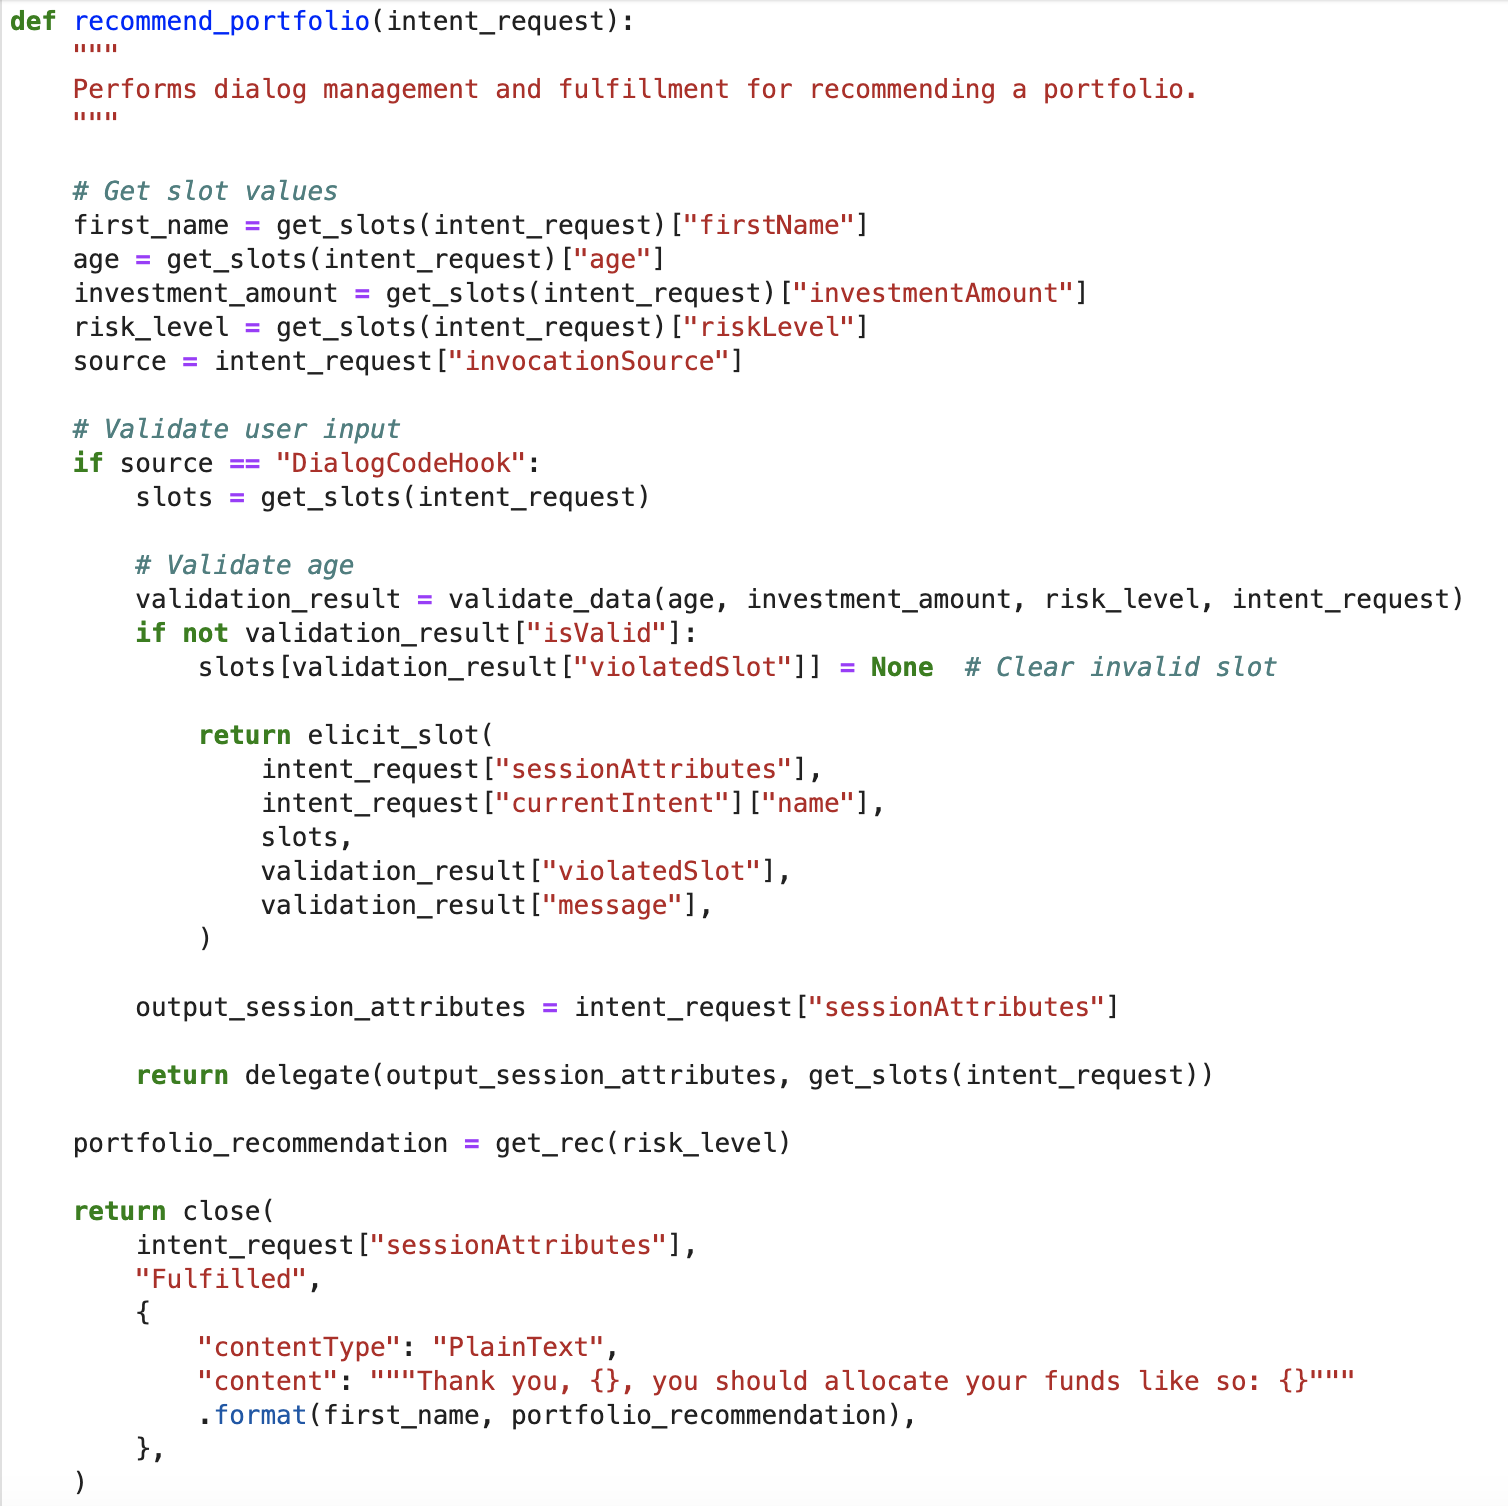 def recommend_portfolio(intent_request):
    """
    Performs dialog management and fulfillment for recommending a portfolio.
    """

    # Get slot values
    first_name = get_slots(intent_request)["firstName"]
    age = get_slots(intent_request)["age"]
    investment_amount = get_slots(intent_request)["investmentAmount"]
    risk_level = get_slots(intent_request)["riskLevel"]
    source = intent_request["invocationSource"]

    # Validate user input
    if source == "DialogCodeHook":
        slots = get_slots(intent_request)

        # Validate age
        validation_result = validate_data(age, investment_amount, risk_level, intent_request)
        if not validation_result["isValid"]:
            slots[validation_result["violatedSlot"]] = None  # Clear invalid slot

            return elicit_slot(
                intent_request["sessionAttributes"],
                intent_request["currentIntent"]["name"],
                slots,
                validation_result["violatedSlot"],
                validation_result["message"],
            )

        output_session_attributes = intent_request["sessionAttributes"]

        return delegate(output_session_attributes, get_slots(intent_request))

    portfolio_recommendation = get_rec(risk_level)

    return close(
        intent_request["sessionAttributes"],
        "Fulfilled",
        {
            "contentType": "PlainText",
            "content": """Thank you, {}, you should allocate your funds like so: {}"""
            .format(first_name, portfolio_recommendation),
        },
    )